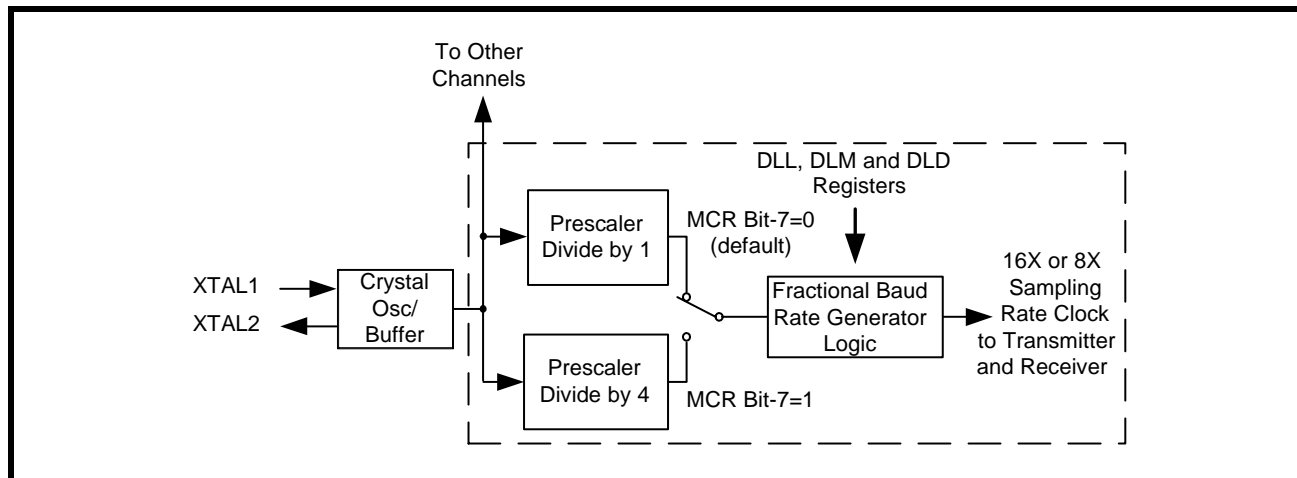 To Other
Channels
DLL, DLM and DLD
Registers
Prescaler
Divide by 1
MCR Bit-7=0
(default)
XTAL1
XTAL2
Crystal
Osc/
Buffer
Fractional Baud
Rate Generator
Logic
16X or 8X
Sampling
Rate Clock
to Transmitter
and Receiver
Prescaler
Divide by 4
MCR Bit-7=1